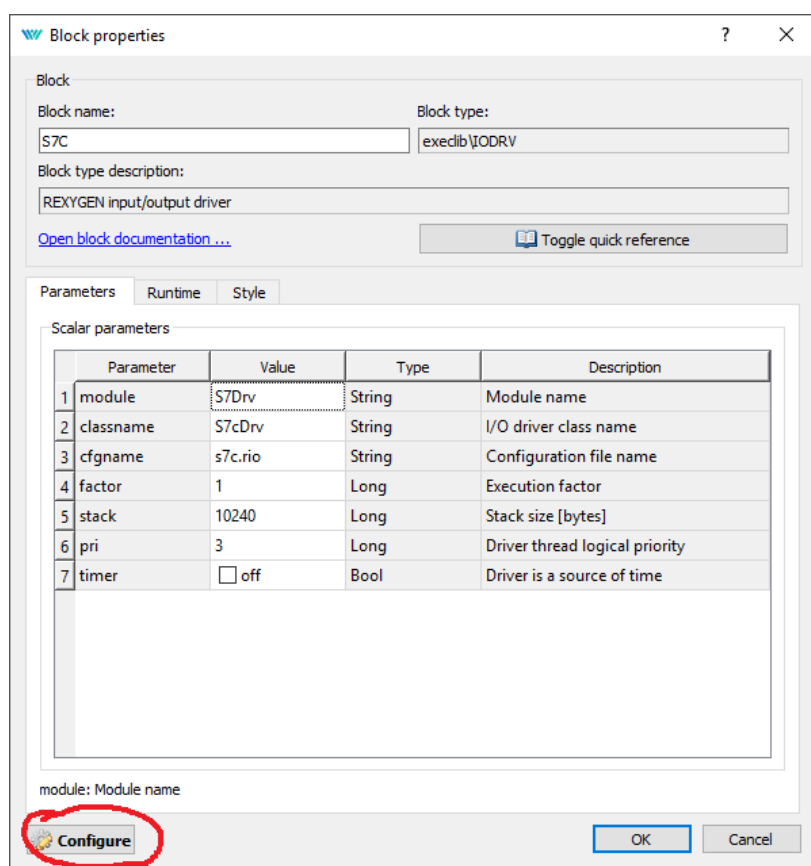 Block properties ?
Block
Block name: Block type:
S7C execlib\IODRV
Block type description:
REXYGEN input/output driver
Open block documentation ... Toggle quick reference
Parameters Runtime Style
Scalar parameters
Parameter Value Type Description
1 module S7Drv String Module name
2 classname S7cDrv String I/O driver class name
3 cfgname s7c.rio String Configuration file name
4 factor 1 Long Execution factor
5 stack 10240 Long Stack size [bytes]
6 pri 3 Long Driver thread logical priority
7 timer off Bool Driver is a source of time
module: Module name
Configure OK Cancel